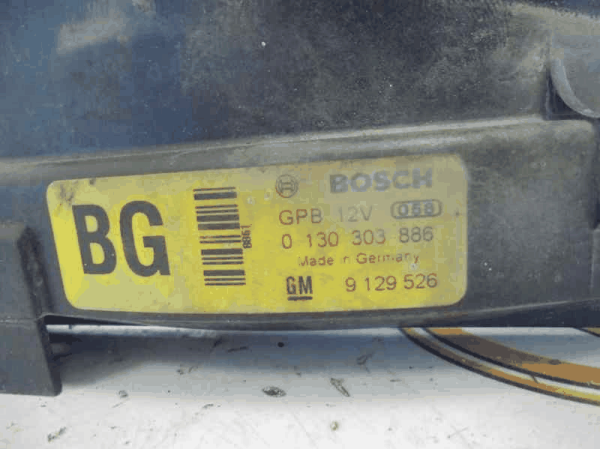 BG
BOSCH
GPB 12V 058
0 130 303 886
Made in Germany
GM 9 129 526